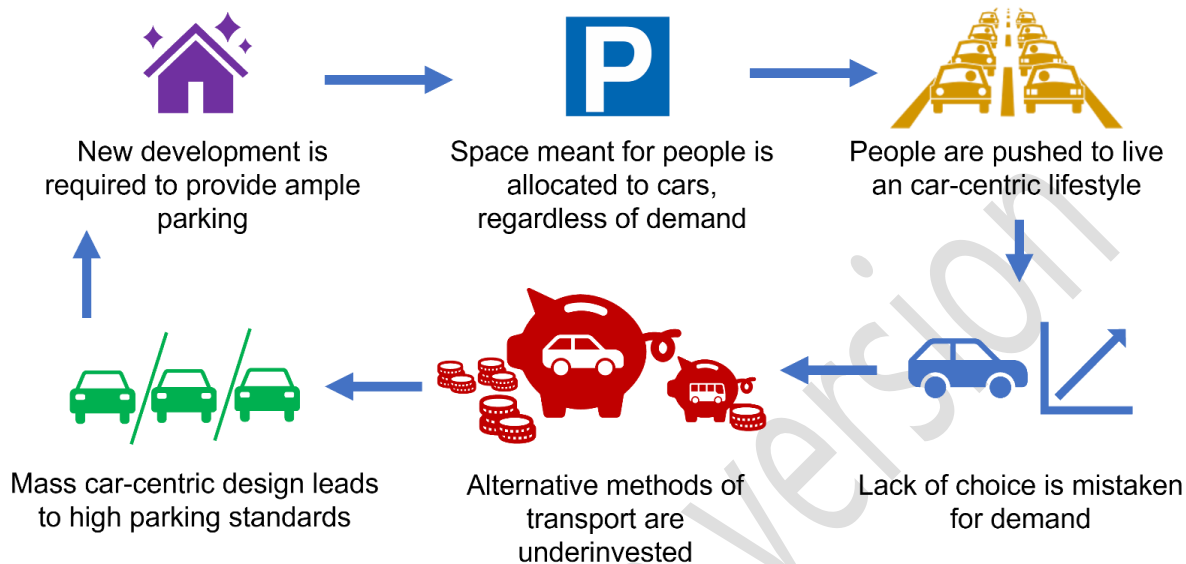 P
New development is
required to provide ample
parking
Space meant for people is
allocated to cars,
regardless of demand
People are pushed to live
an car-centric lifestyle
Lack of choice is mistaken
for demand
Alternative methods of
transport are
underinvested
Mass car-centric design leads
to high parking standards
version